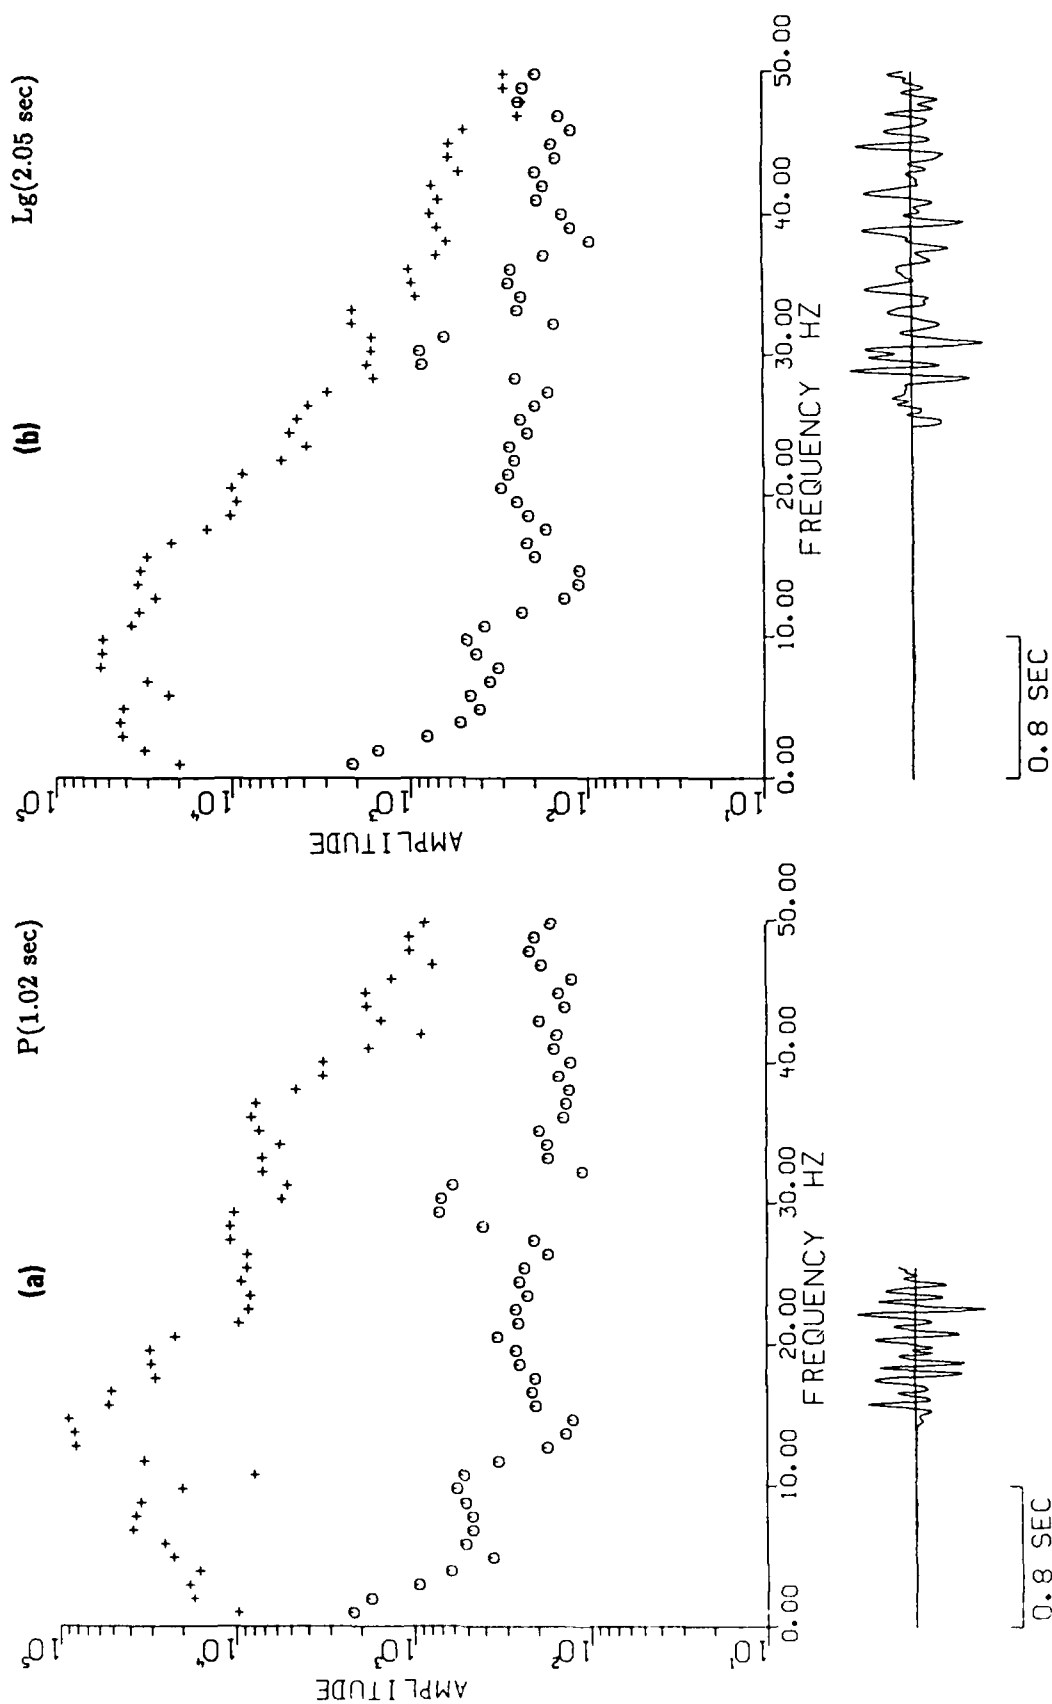 (a)
P(1.02 sec)
AMPLITUDE
10⁵
10⁴
10³
10²
10¹
0.00
10.00
20.00
30.00
40.00
50.00
FREQUENCY HZ
0.8 SEC
(b)
Lg(2.05 sec)
AMPLITUDE
10⁵
10⁴
10³
10²
10¹
0.00
10.00
20.00
30.00
40.00
50.00
FREQUENCY HZ
0.8 SEC